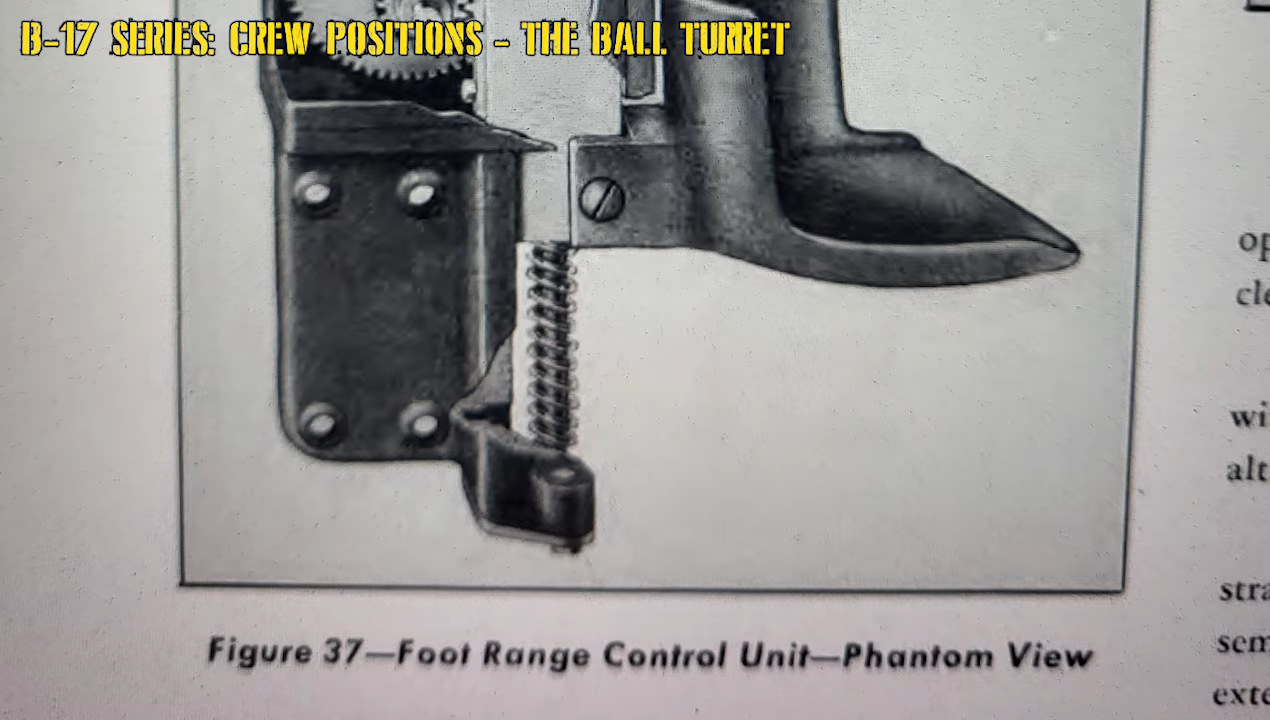 B-17 SERIES: CREW POSITIONS - THE BALL TURRET
Figure 37—Foot Range Control Unit—Phantom View